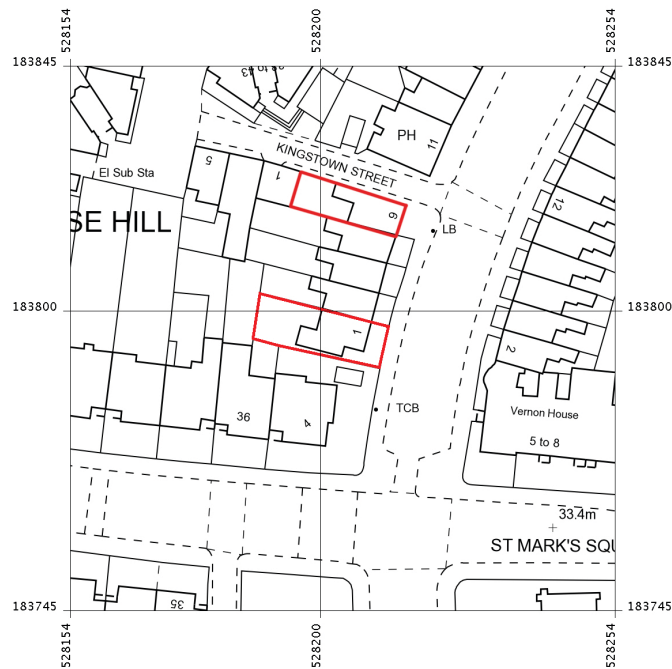 528154
528200
528254
183845
183845
PH
11
KINGSTOWN STREET
5
1
El Sub Sta
SE HILL
6
LB
12
183800
183800
1
2
36
4
TCB
Vernon House
5 to 8
33.4m
ST MARK'S SQU
183745
183745
35
528154
528200
528254